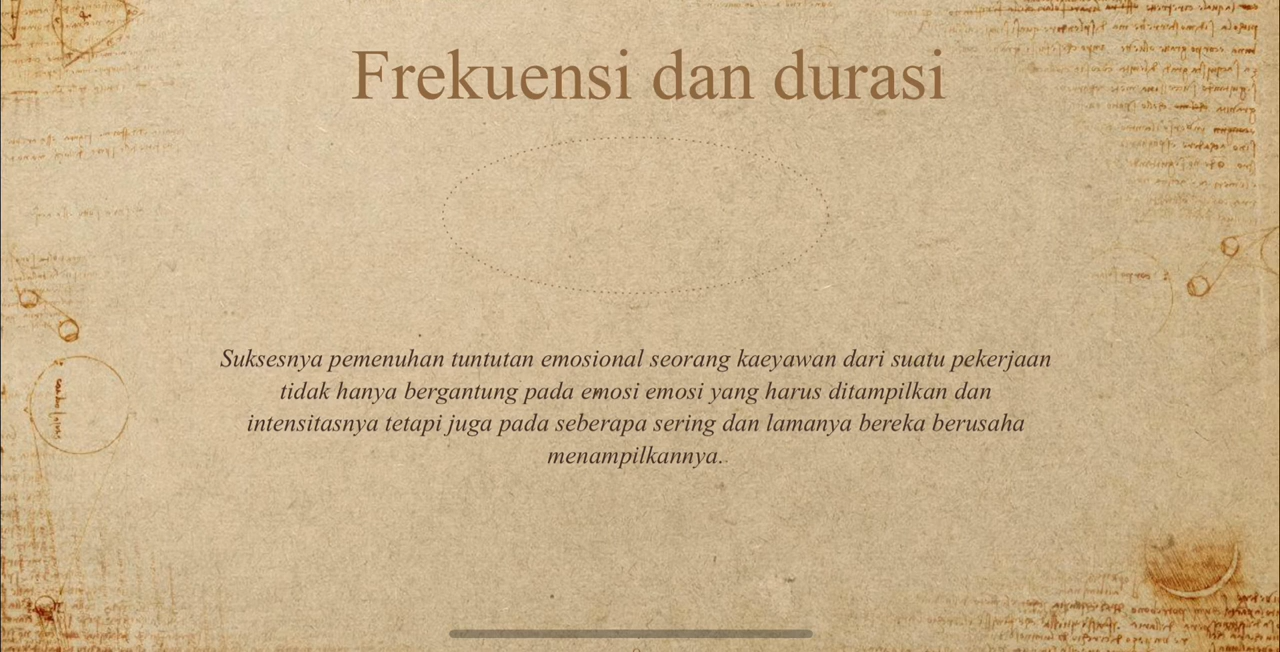 Frekuensi dan durasi
Suksesnya pemenuhan tuntutan emosional seorang kaeyawan dari suatu pekerjaan
tidak hanya bergantung pada emosi emosi yang harus ditampilkan dan
intensitasnya tetapi juga pada seberapa sering dan lamanya bereka berusaha
menampilkannya.